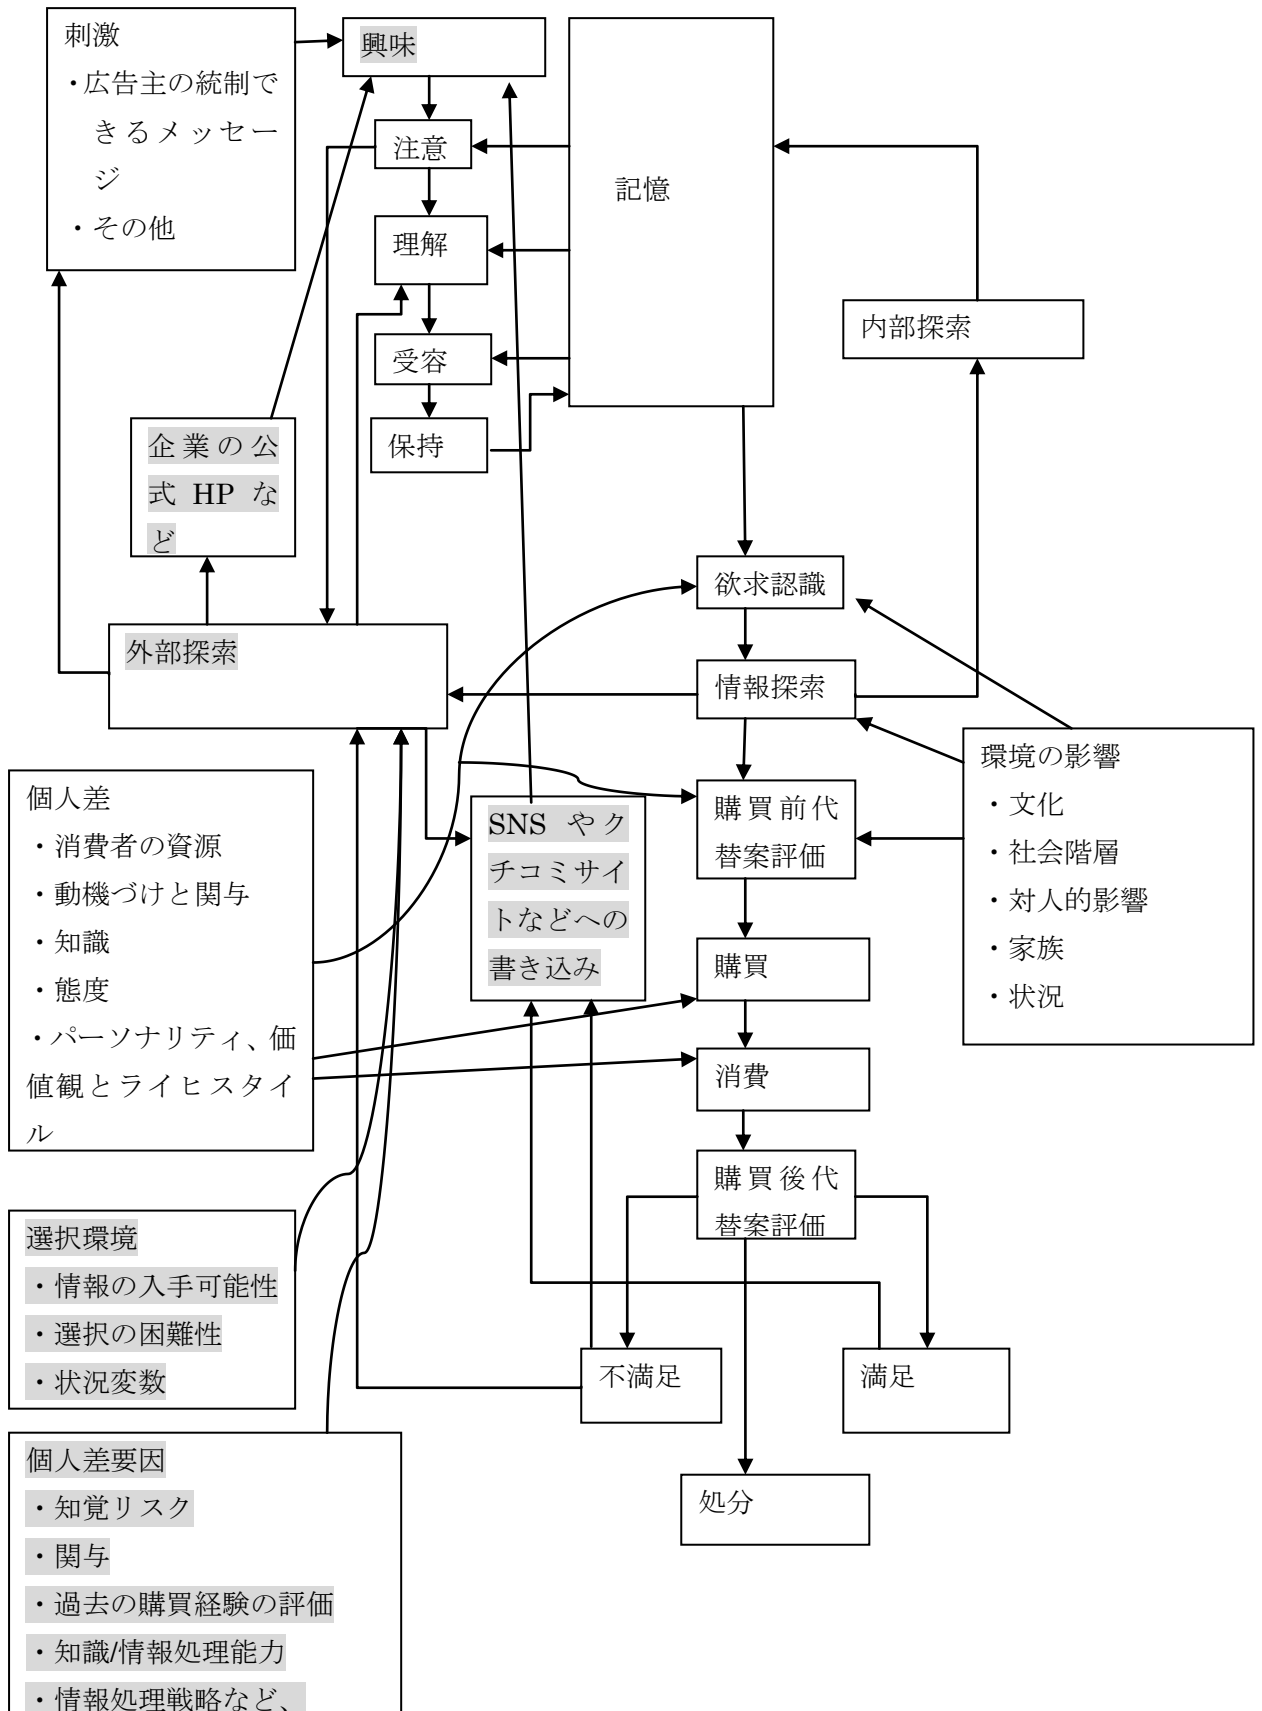 刺激
・広告主の統制で
きるメッセー
ジ
・その他
興味
注意
理解
受容
保持
記憶
内部探索
企業の公
式 HP な
ど
外部探索
欲求認識
情報探索
購買前代
替案評価
購買
消費
購買後代
替案評価
不満足
満足
処分
環境の影響
・文化
・社会階層
・対人的影響
・家族
・状況
SNS やク
チコミサイ
トなどへの
書き込み
個人差
・消費者の資源
・動機づけと関与
・知識
・態度
・パーソナリティ、価
値観とライヒスタイ
ル
選択環境
・情報の入手可能性
・選択の困難性
・状況変数
個人差要因
・知覚リスク
・関与
・過去の購買経験の評価
・知識/情報処理能力
・情報処理戦略など、